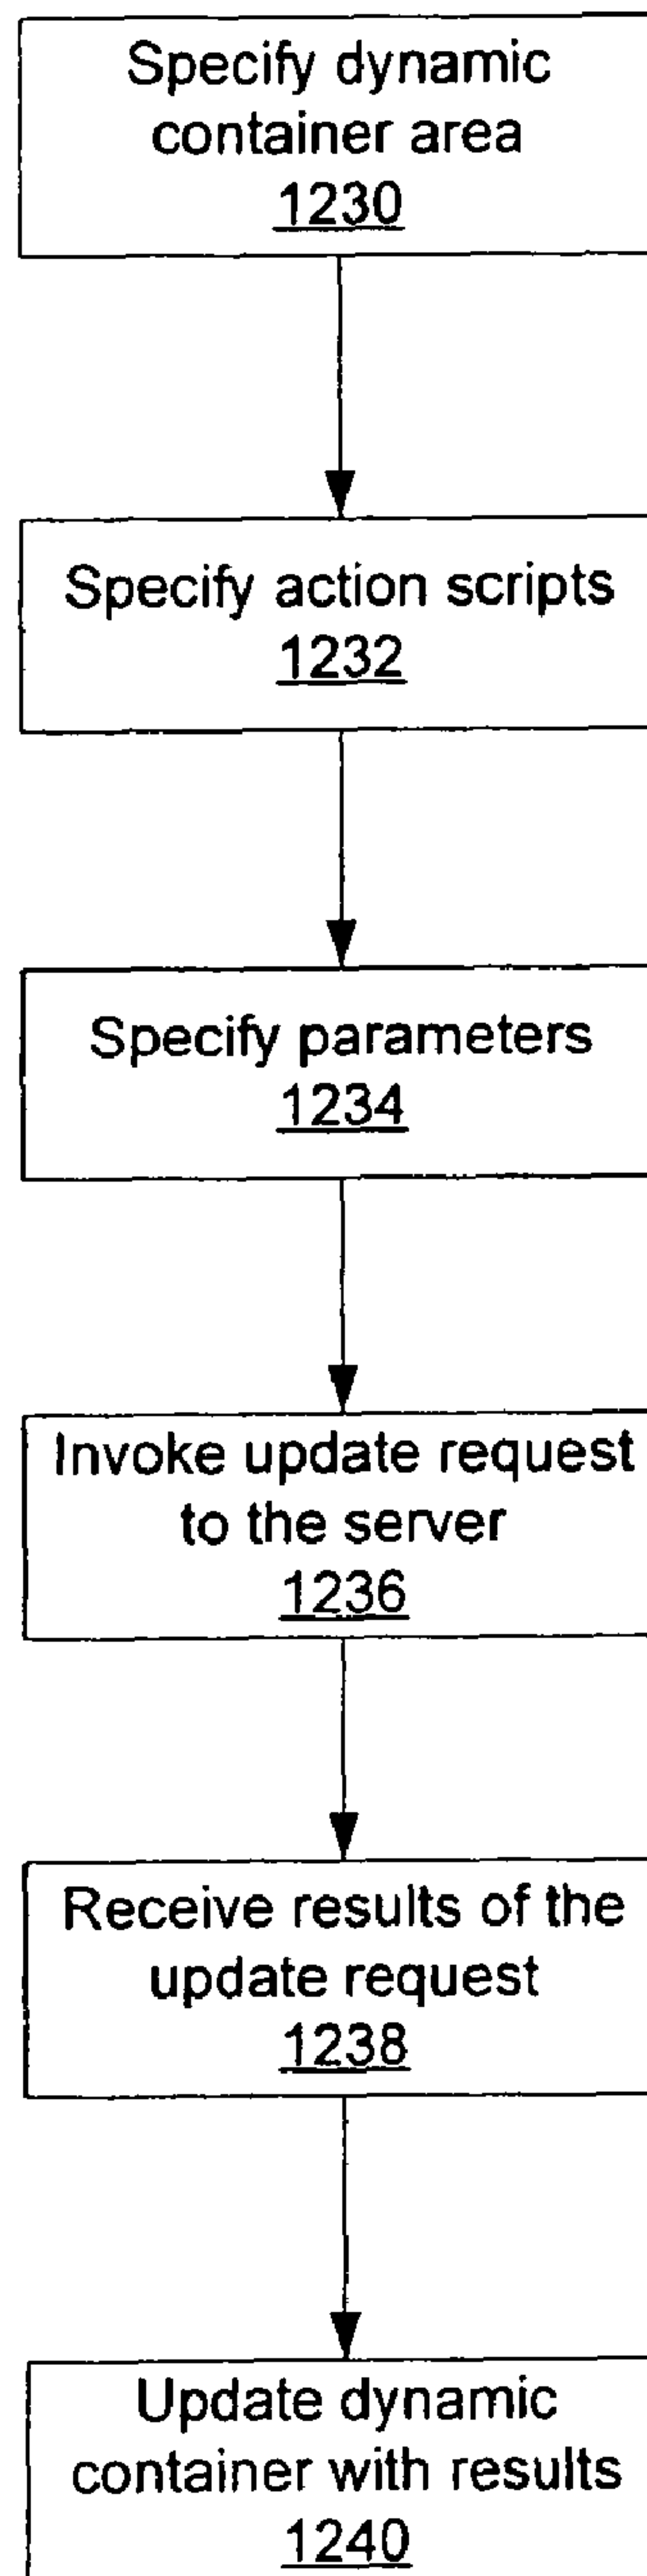 Specify dynamic
container area
1230
Specify action scripts
1232
Specify parameters
1234
Invoke update request
to the server
1236
Receive results of the
update request
1238
Update dynamic
container with results
1240